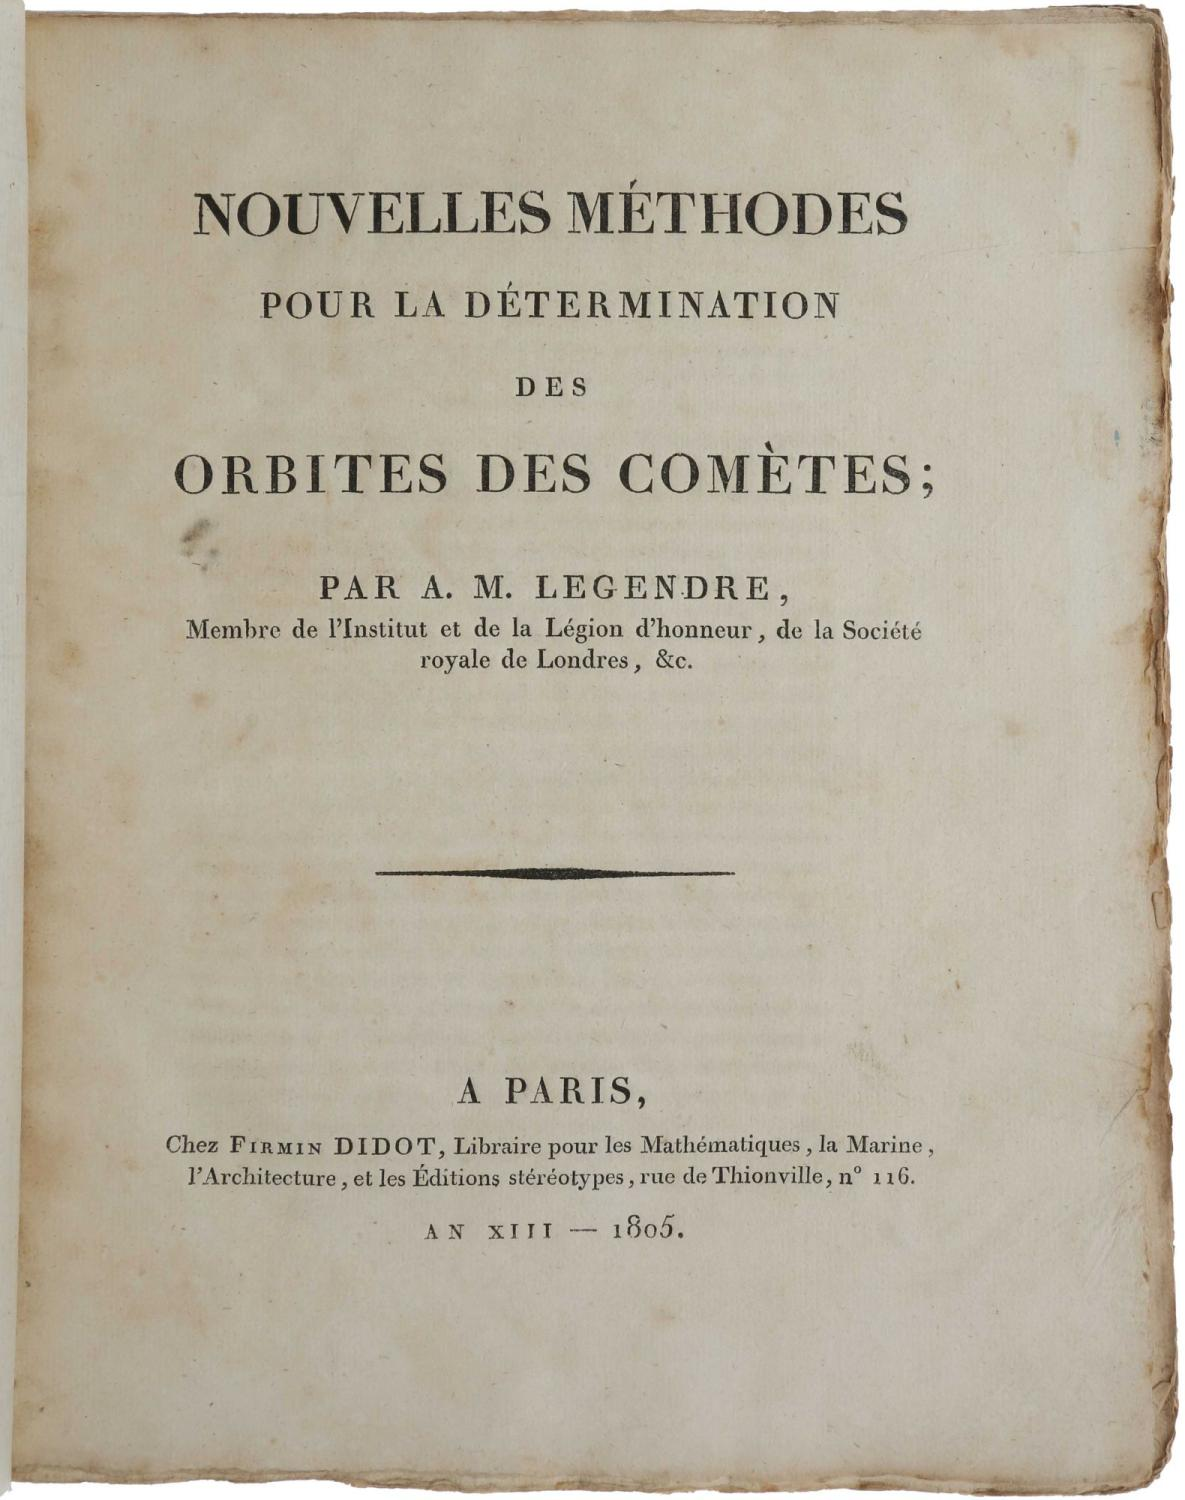 NOUVELLES MÉTHODES
POUR LA DÉTERMINATION
DES
ORBITES DES COMÈTES;
PAR A. M. LEGENDRE,
Membre de l'Institut et de la Légion d'honneur, de la Société
royale de Londres, &c.
A PARIS,
Chez FIRMIN DIDOT, Libraire pour les Mathématiques, la Marine,
l'Architecture, et les Éditions stéréotypes, rue de Thionville, n° 116.
AN XIII — 1805.